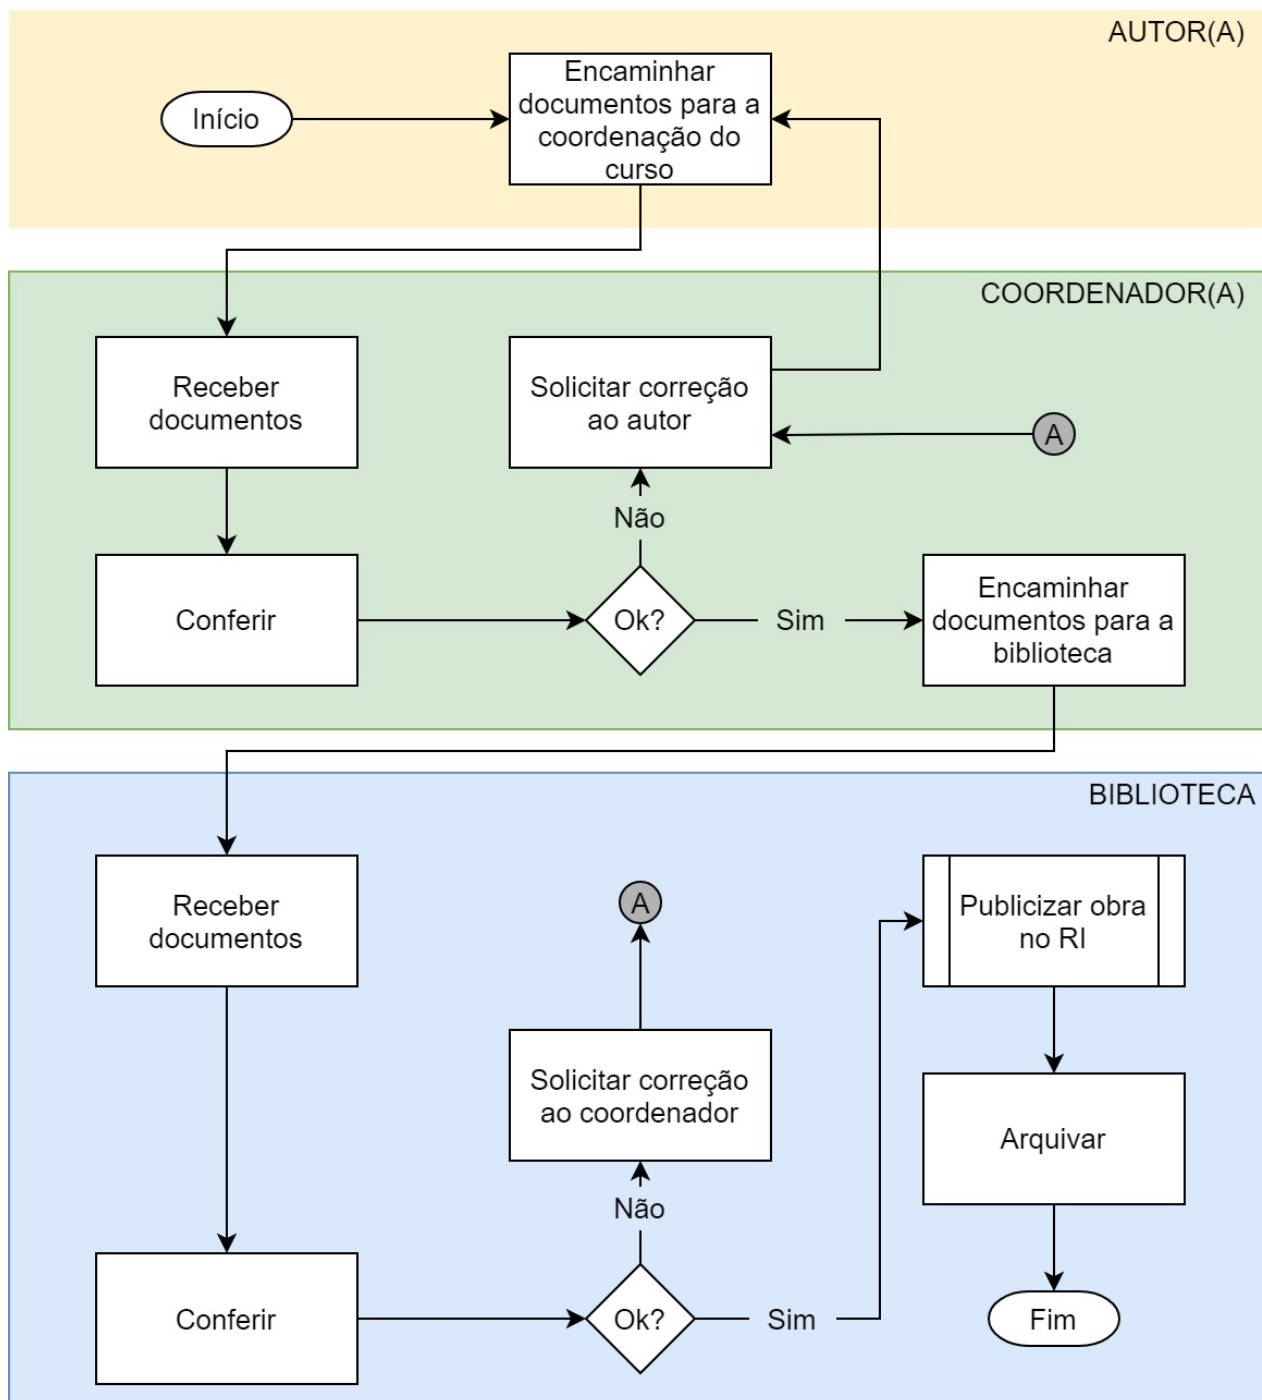 AUTOR(A)
Início
Encaminhar
documentos para a
coordenação do
curso
COORDENADOR(A)
Receber
documentos
Solicitar correção
ao autor
A
Não
Conferir
Ok?
Sim
Encaminhar
documentos para a
biblioteca
BIBLIOTECA
Receber
documentos
A
Publicizar obra
no RI
Solicitar correção
ao coordenador
Arquivar
Não
Conferir
Ok?
Sim
Fim